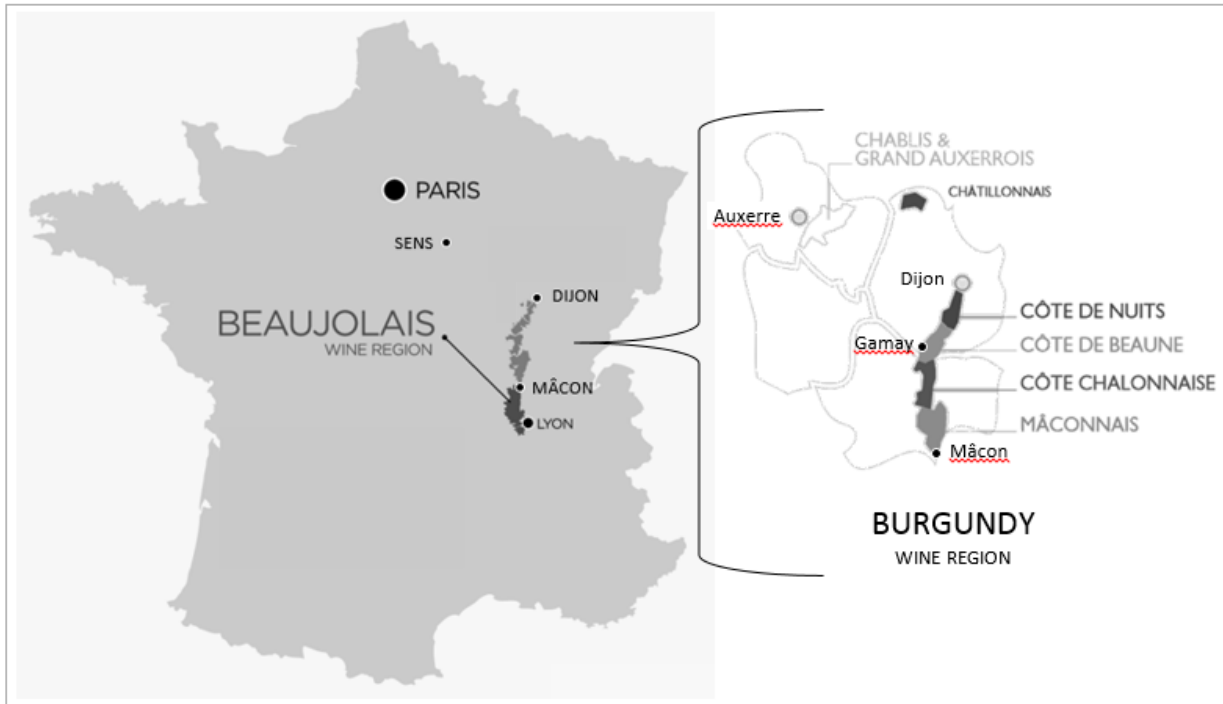 PARIS
SENS
DIJON
BEAUJOLAIS
WINE REGION
MÂCON
LYON
CHABLIS &
GRAND AUXERROIS
CHÂTILLONNAIS
Auxerre
Dijon
CÔTE DE NUITS
Gamay
CÔTE DE BEAUNE
CÔTE CHALONNAISE
MÂCONNAIS
Mâcon
BURGUNDY
WINE REGION